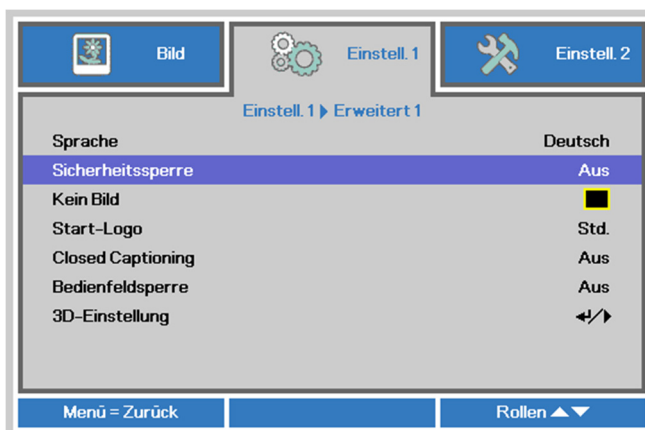 Bild Einstell. 1 Einstell. 2
Einstell. 1 Erweitert 1
Sprache Deutsch
Sicherheitssperre Aus
Kein Bild
Start-Logo Std.
Closed Captioning Aus
Bedienfeldsperre Aus
3D-Einstellung ↵/▶
Menü = Zurück Rollen ▲▼